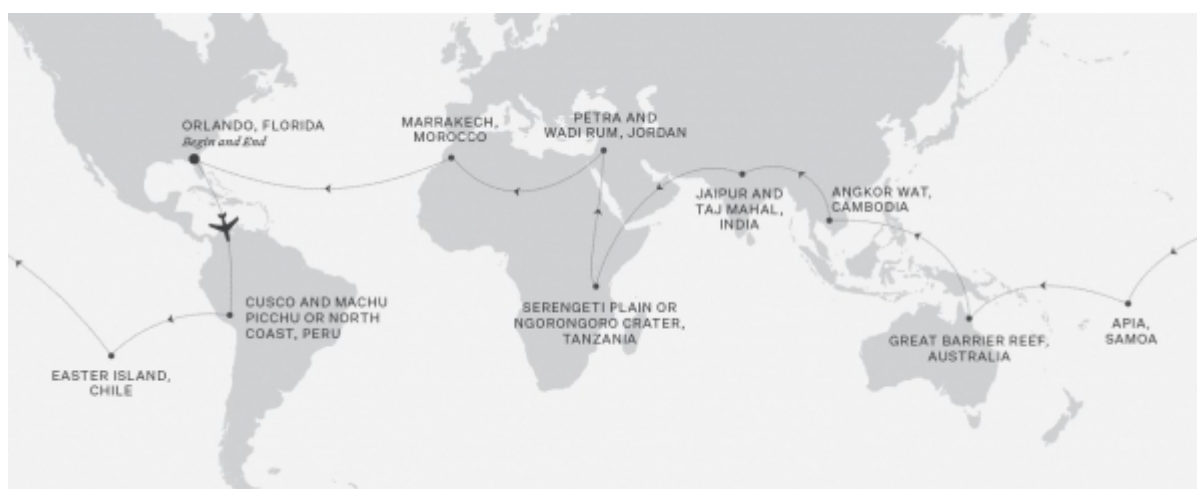 ORLANDO, FLORIDA
Begin and End
MARRAKECH,
MOROCCO
PETRA AND
WADI RUM, JORDAN
JAIPUR AND
TAJ MAHAL,
INDIA
ANGKOR WAT,
CAMBODIA
CUSCO AND MACHU
PICCHU OR NORTH
COAST, PERU
SERENGETI PLAIN OR
NGORONGORO CRATER,
TANZANIA
GREAT BARRIER REEF,
AUSTRALIA
APIA,
SAMOA
EASTER ISLAND,
CHILE